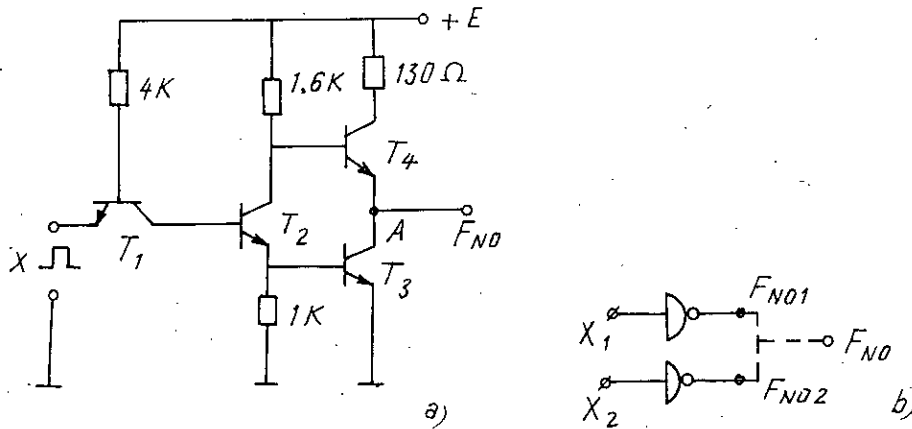 + E
4K
1.6K
130 Ω
T4
X
T1
T2
A
FNO
T3
1K
a)
X1
FNO1
FNO
X2
FNO2
b)